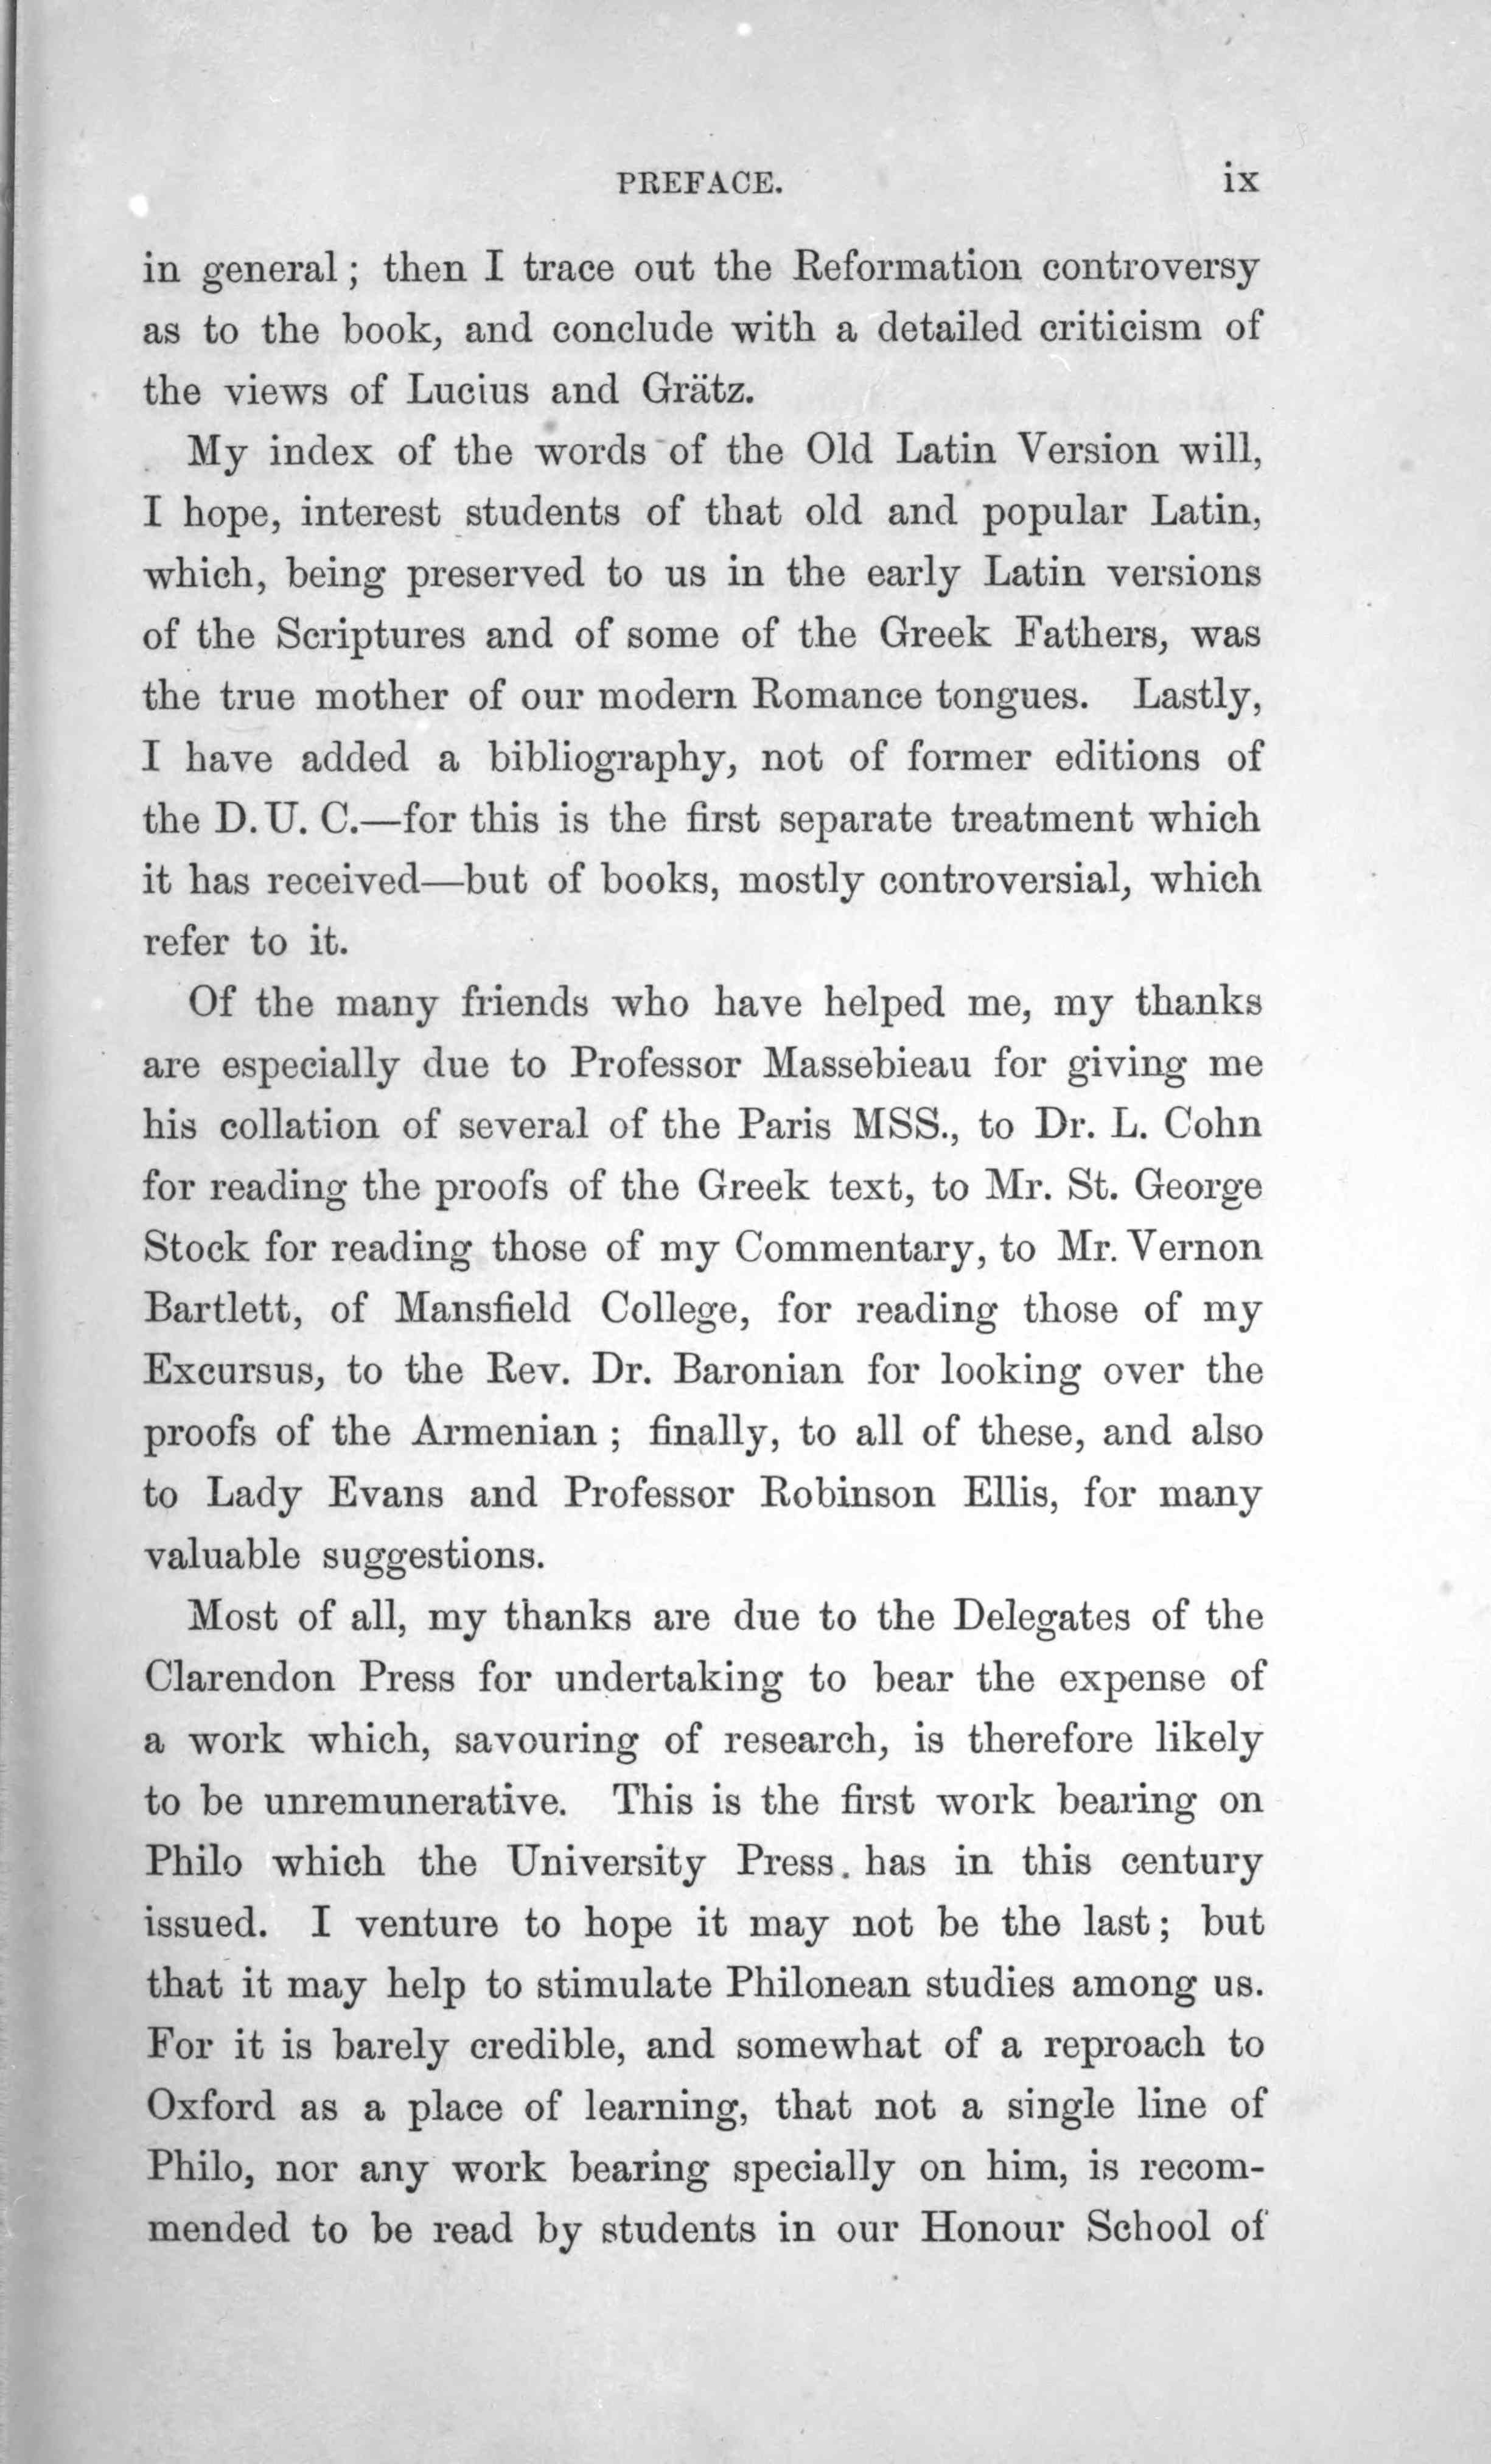 PREFACE. ix
in general; then I trace out the Reformation controversy
as to the book, and conclude with a detailed criticism of
the views of Lucius and Grätz.
My index of the words of the Old Latin Version will,
I hope, interest students of that old and popular Latin,
which, being preserved to us in the early Latin versions
of the Scriptures and of some of the Greek Fathers, was
the true mother of our modern Romance tongues. Lastly,
I have added a bibliography, not of former editions of
the D. U. C.—for this is the first separate treatment which
it has received—but of books, mostly controversial, which
refer to it.
Of the many friends who have helped me, my thanks
are especially due to Professor Massebieau for giving me
his collation of several of the Paris MSS., to Dr. L. Cohn
for reading the proofs of the Greek text, to Mr. St. George
Stock for reading those of my Commentary, to Mr. Vernon
Bartlett, of Mansfield College, for reading those of my
Excursus, to the Rev. Dr. Baronian for looking over the
proofs of the Armenian; finally, to all of these, and also
to Lady Evans and Professor Robinson Ellis, for many
valuable suggestions.
Most of all, my thanks are due to the Delegates of the
Clarendon Press for undertaking to bear the expense of
a work which, savouring of research, is therefore likely
to be unremunerative. This is the first work bearing on
Philo which the University Press. has in this century
issued. I venture to hope it may not be the last; but
that it may help to stimulate Philonean studies among us.
For it is barely credible, and somewhat of a reproach to
Oxford as a place of learning, that not a single line of
Philo, nor any work bearing specially on him, is recom-
mended to be read by students in our Honour School of